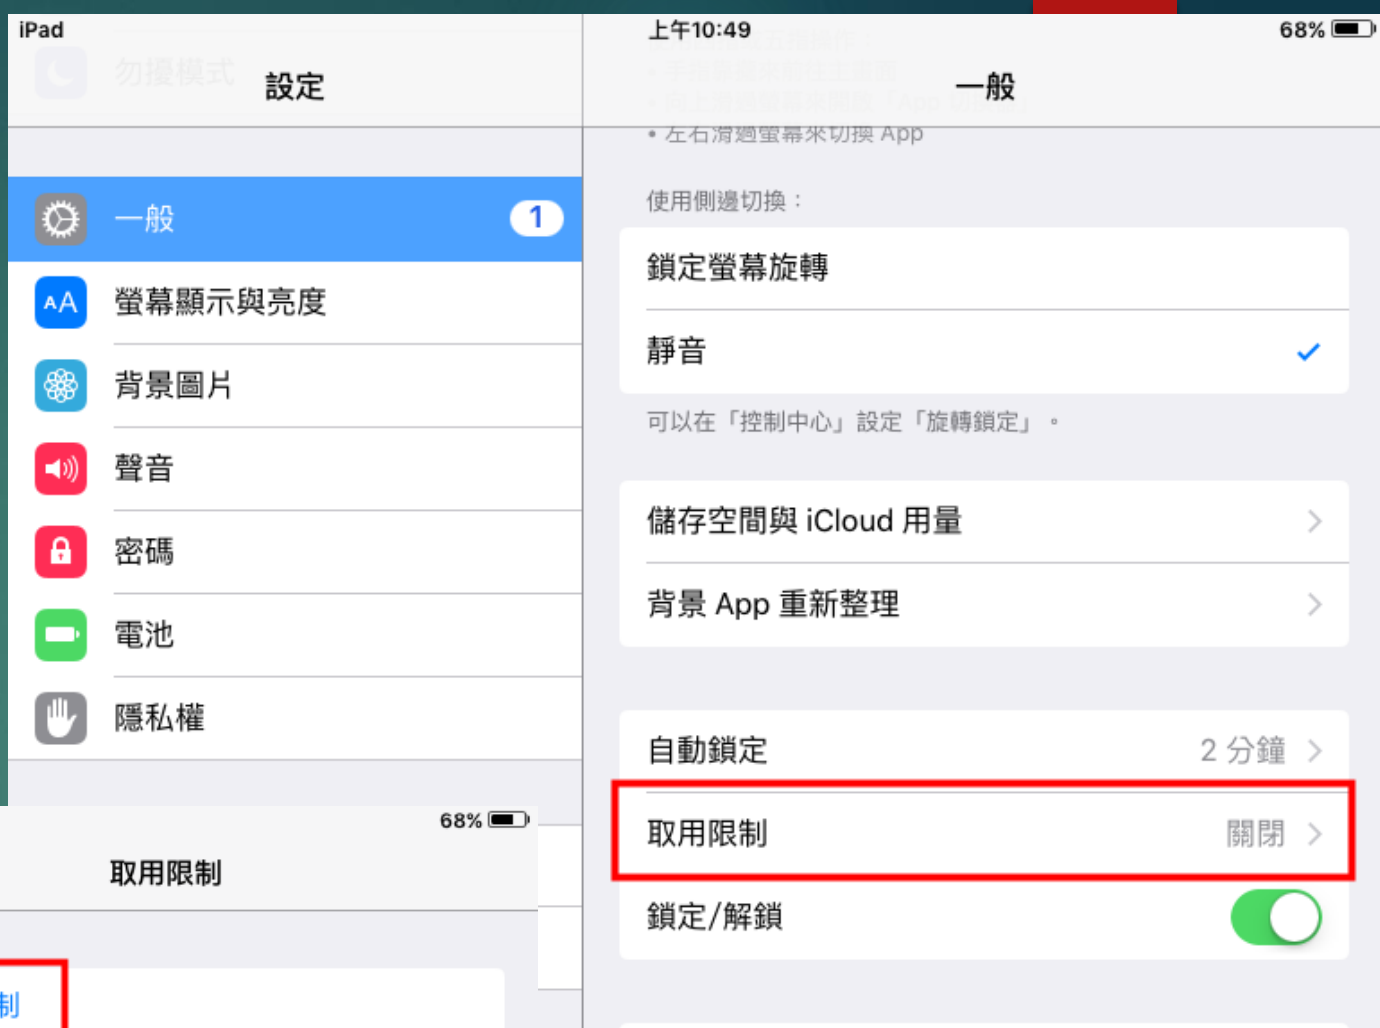 iPad
上午10:49
68%
勿擾模式
設定
一般
• 左右滑過螢幕來切換 App
一般
1
螢幕顯示與亮度
背景圖片
聲音
密碼
電池
隱私權
使用側邊切換：
鎖定螢幕旋轉
靜音
可以在「控制中心」設定「旋轉鎖定」。
儲存空間與 iCloud 用量
背景 App 重新整理
自動鎖定
2 分鐘
取用限制
關閉
鎖定/解鎖
68%
取用限制
制